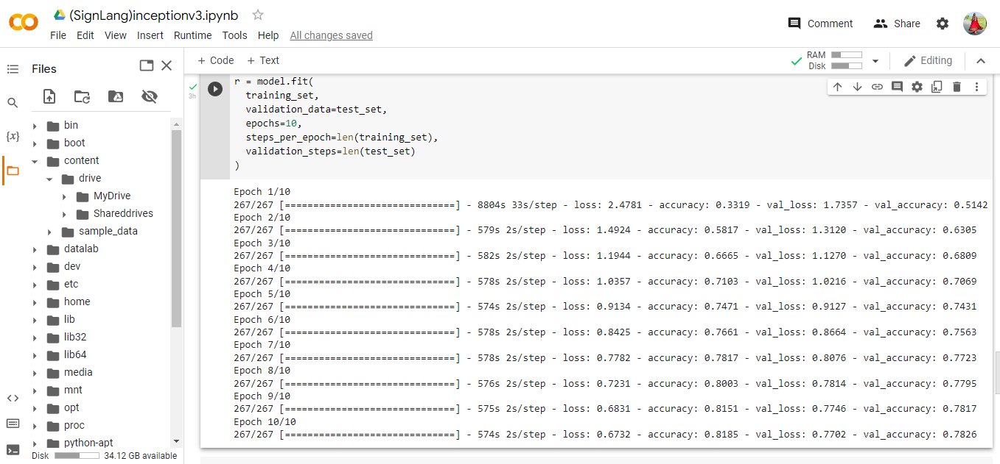 (SignLang)inceptionv3.ipynb
File Edit View Insert Runtime Tools Help All changes saved
Comment
Share
Files
+ Code + Text
RAM
Disk
Editing
{x}
bin
boot
content
drive
MyDrive
Shareddrives
sample_data
datalab
dev
etc
home
lib
lib32
lib64
media
mnt
opt
proc
python-apt
Disk 34.12 GB available
3h
r = model.fit(
training_set,
validation_data=test_set,
epochs=10,
steps_per_epoch=len(training_set),
validation_steps=len(test_set)
)
Epoch 1/10
267/267 [==============================] - 8804s 33s/step - loss: 2.4781 - accuracy: 0.3319 - val_loss: 1.7357 - val_accuracy: 0.5142
Epoch 2/10
267/267 [==============================] - 579s 2s/step - loss: 1.4924 - accuracy: 0.5817 - val_loss: 1.3120 - val_accuracy: 0.6305
Epoch 3/10
267/267 [==============================] - 582s 2s/step - loss: 1.1944 - accuracy: 0.6665 - val_loss: 1.1270 - val_accuracy: 0.6809
Epoch 4/10
267/267 [==============================] - 578s 2s/step - loss: 1.0357 - accuracy: 0.7103 - val_loss: 1.0216 - val_accuracy: 0.7069
Epoch 5/10
267/267 [==============================] - 574s 2s/step - loss: 0.9134 - accuracy: 0.7471 - val_loss: 0.9127 - val_accuracy: 0.7431
Epoch 6/10
267/267 [==============================] - 578s 2s/step - loss: 0.8425 - accuracy: 0.7661 - val_loss: 0.8664 - val_accuracy: 0.7563
Epoch 7/10
267/267 [==============================] - 578s 2s/step - loss: 0.7782 - accuracy: 0.7817 - val_loss: 0.8076 - val_accuracy: 0.7723
Epoch 8/10
267/267 [==============================] - 576s 2s/step - loss: 0.7231 - accuracy: 0.8003 - val_loss: 0.7814 - val_accuracy: 0.7795
Epoch 9/10
267/267 [==============================] - 575s 2s/step - loss: 0.6831 - accuracy: 0.8151 - val_loss: 0.7746 - val_accuracy: 0.7817
Epoch 10/10
267/267 [==============================] - 574s 2s/step - loss: 0.6732 - accuracy: 0.8185 - val_loss: 0.7702 - val_accuracy: 0.7826